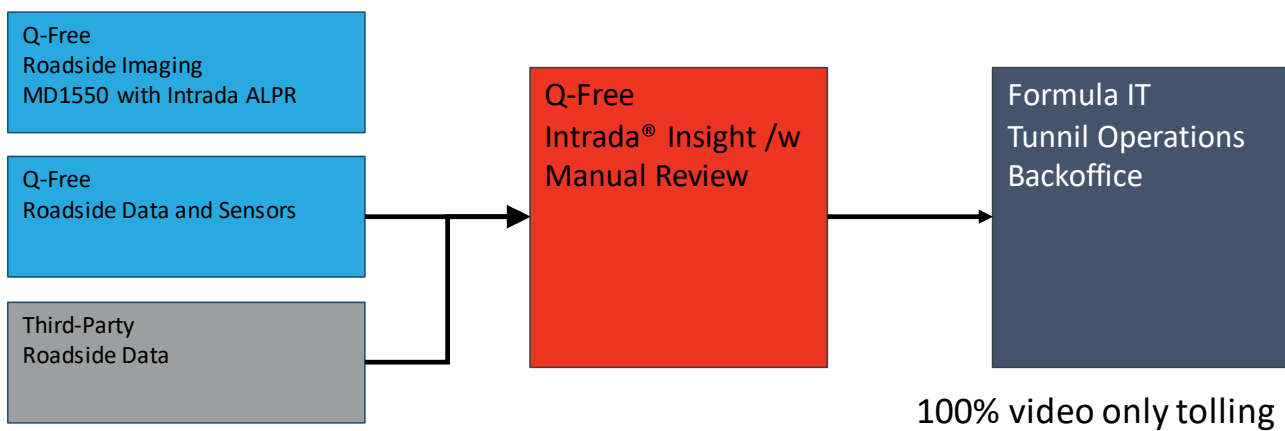 Q-Free
Roadside Imaging
MD1550 with Intrada ALPR
Q-Free
Roadside Data and Sensors
Third-Party
Roadside Data
Q-Free
Intrada® Insight /w
Manual Review
Formula IT
Tunnil Operations
Backoffice
100% video only tolling